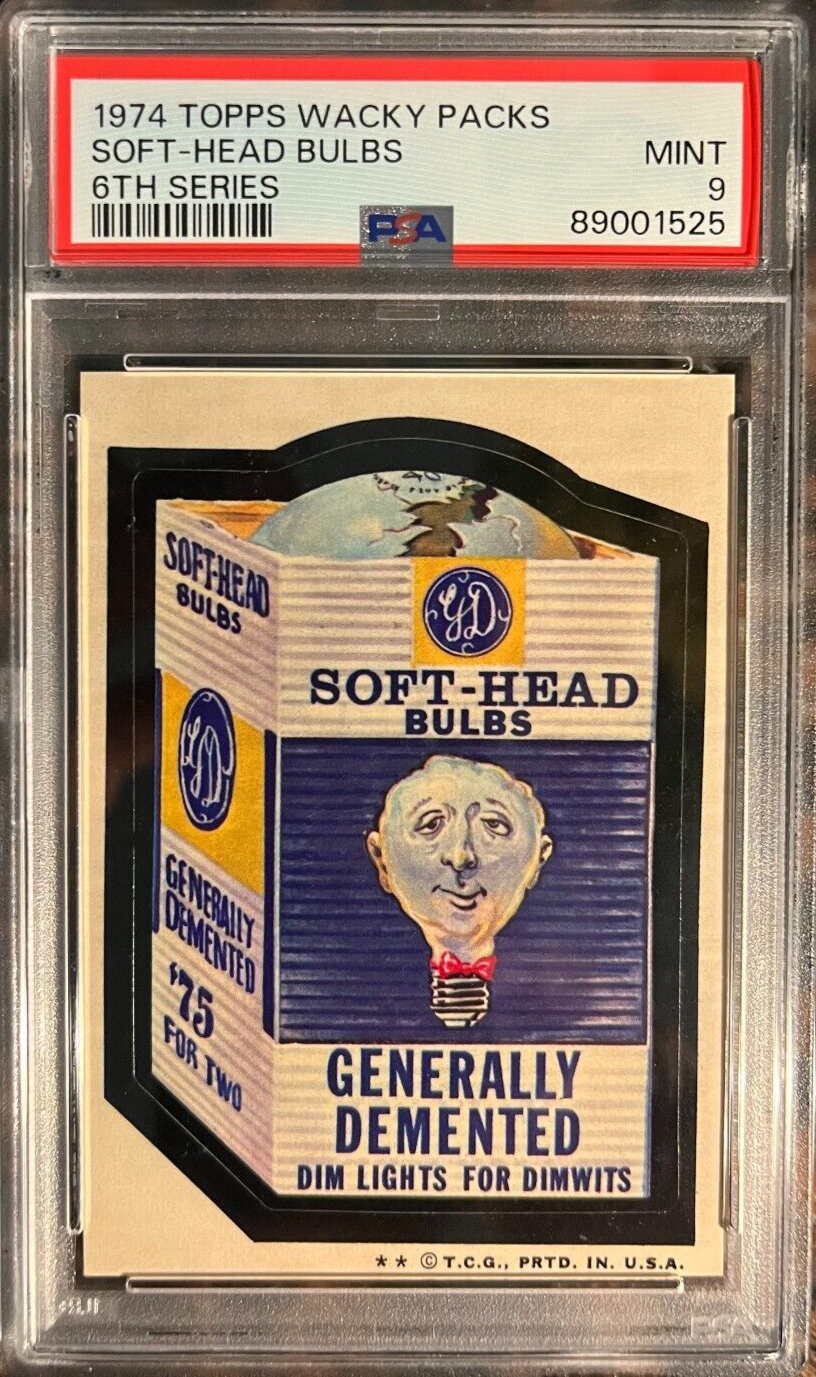 1974 TOPPS WACKY PACKS
SOFT-HEAD BULBS MINT
6TH SERIES 9
PSA 89001525
SOFT-HEAD
BULBS
GD
GENERALLY
DEMENTED
$75
FOR TWO
GD
SOFT-HEAD
BULBS
GENERALLY
DEMENTED
DIM LIGHTS FOR DIMWITS
** © T.C.G., PRTD. IN. U.S.A.
PSA